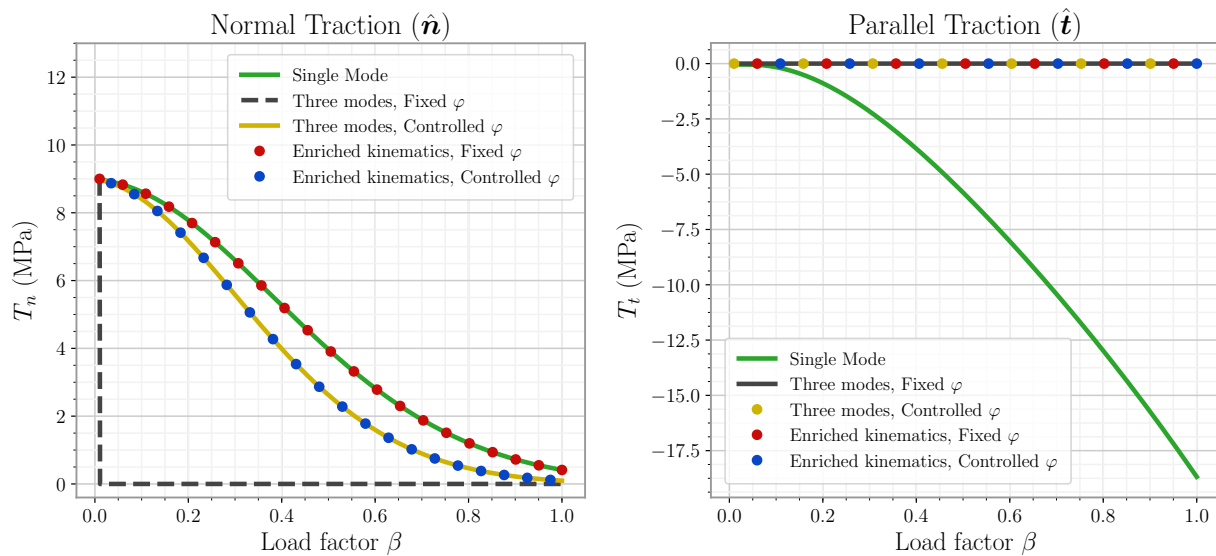 Normal Traction (n̂)
12
10
8
6
4
2
0
0.0
0.2
0.4
0.6
0.8
1.0
T_n (MPa)
Load factor β
Single Mode
Three modes, Fixed φ
Three modes, Controlled φ
Enriched kinematics, Fixed φ
Enriched kinematics, Controlled φ
Parallel Traction (t̂)
0.0
−2.5
−5.0
−7.5
−10.0
−12.5
−15.0
−17.5
0.0
0.2
0.4
0.6
0.8
1.0
T_t (MPa)
Load factor β
Single Mode
Three modes, Fixed φ
Three modes, Controlled φ
Enriched kinematics, Fixed φ
Enriched kinematics, Controlled φ